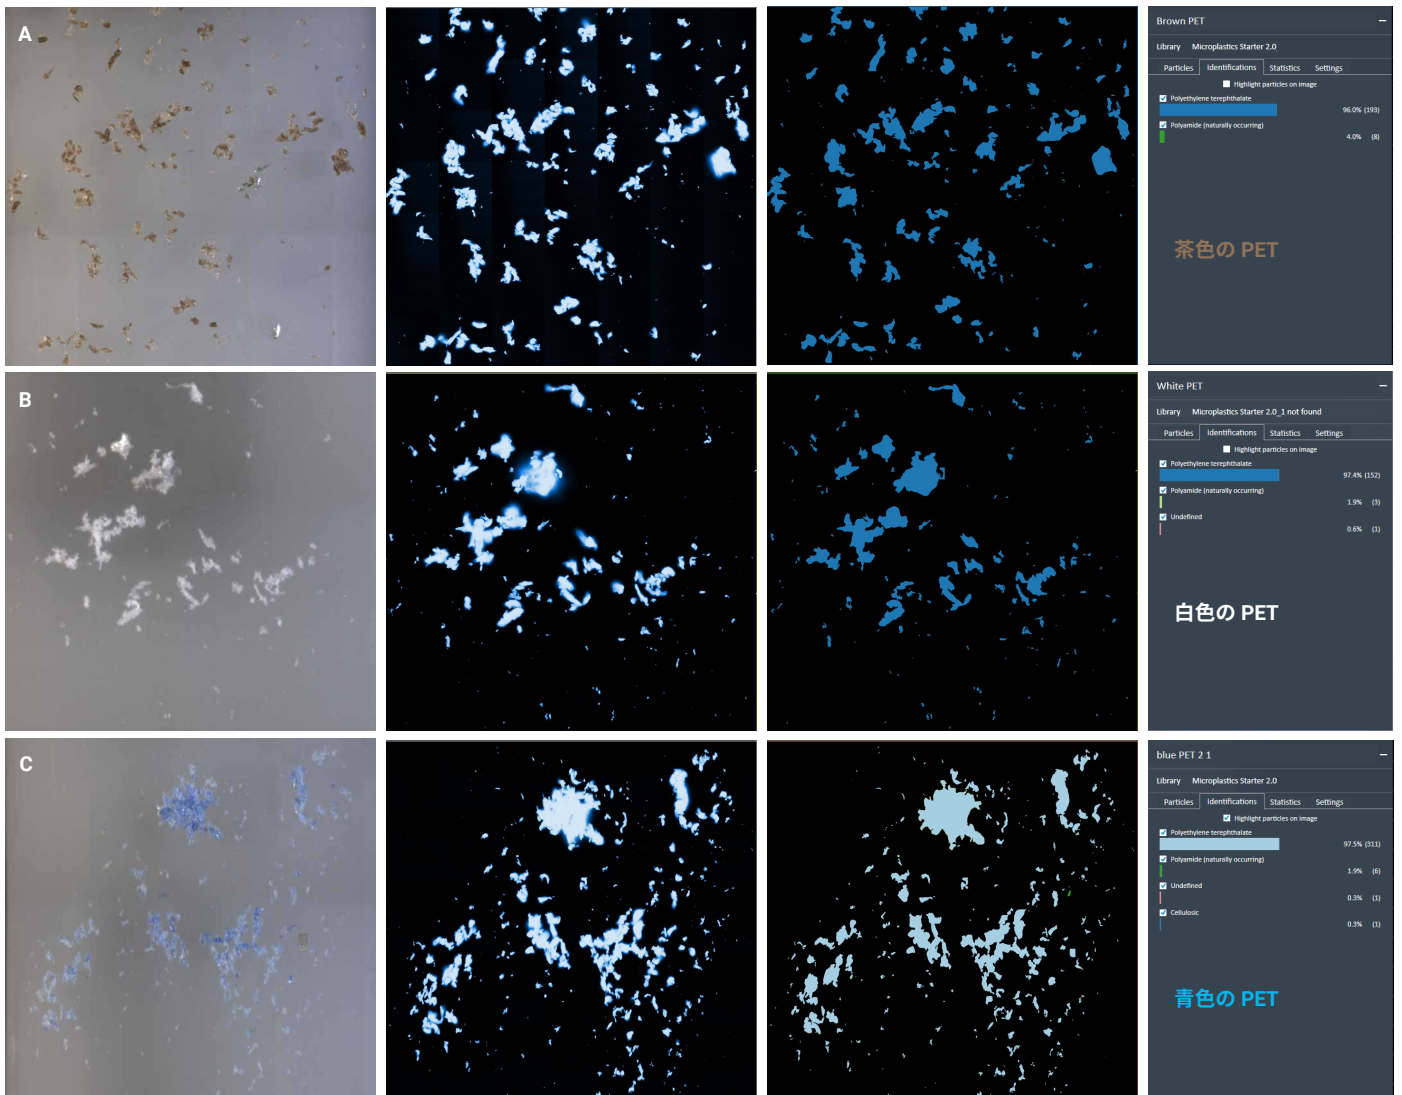 A
Brown PET
Library Microplastics Starter 2.0
Particles Identifications Statistics Settings
Highlight particles on image
Polyethylene terephthalate
96.0% (193)
Polyamide (naturally occurring)
4.0% (8)
茶色の PET
B
White PET
Library Microplastics Starter 2.0_1 not found
Particles Identifications Statistics Settings
Highlight particles on image
Polyethylene terephthalate
97.4% (152)
Polyamide (naturally occurring)
1.9% (3)
Undefined
0.6% (1)
白色の PET
C
blue PET 2 1
Library Microplastics Starter 2.0
Particles Identifications Statistics Settings
Highlight particles on image
Polyethylene terephthalate
97.5% (311)
Polyamide (naturally occurring)
1.9% (6)
Undefined
0.3% (1)
Cellulosic
0.3% (1)
青色の PET